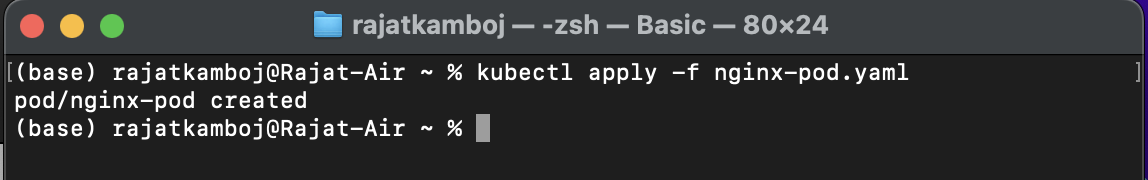 rajatkamboj — -zsh — Basic — 80×24
[(base) rajatkamboj@Rajat-Air ~ % kubectl apply -f nginx-pod.yaml ]
pod/nginx-pod created
(base) rajatkamboj@Rajat-Air ~ %